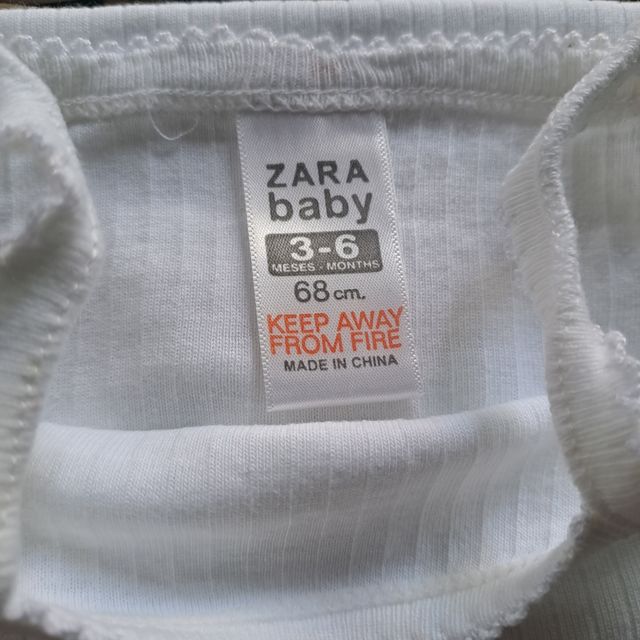 ZARA
baby
3-6
MESES . MONTHS
68 cm.
KEEP AWAY
FROM FIRE
MADE IN CHINA